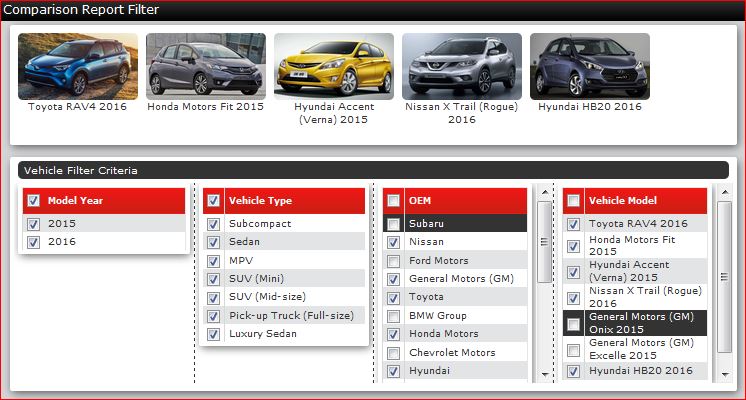 Comparison Report Filter
Toyota RAV4 2016
Honda Motors Fit 2015
Hyundai Accent
(Verna) 2015
Nissan X Trail (Rogue)
2016
Hyundai HB20 2016
Vehicle Filter Criteria
Model Year
2015
2016
Vehicle Type
Subcompact
Sedan
MPV
SUV (Mini)
SUV (Mid-size)
Pick-up Truck (Full-size)
Luxury Sedan
OEM
Subaru
Nissan
Ford Motors
General Motors (GM)
Toyota
BMW Group
Honda Motors
Chevrolet Motors
Hyundai
Vehicle Model
Toyota RAV4 2016
Honda Motors Fit
2015
Hyundai Accent
(Verna) 2015
Nissan X Trail (Rogue)
2016
General Motors (GM)
Onix 2015
General Motors (GM)
Excelle 2015
Hyundai HB20 2016